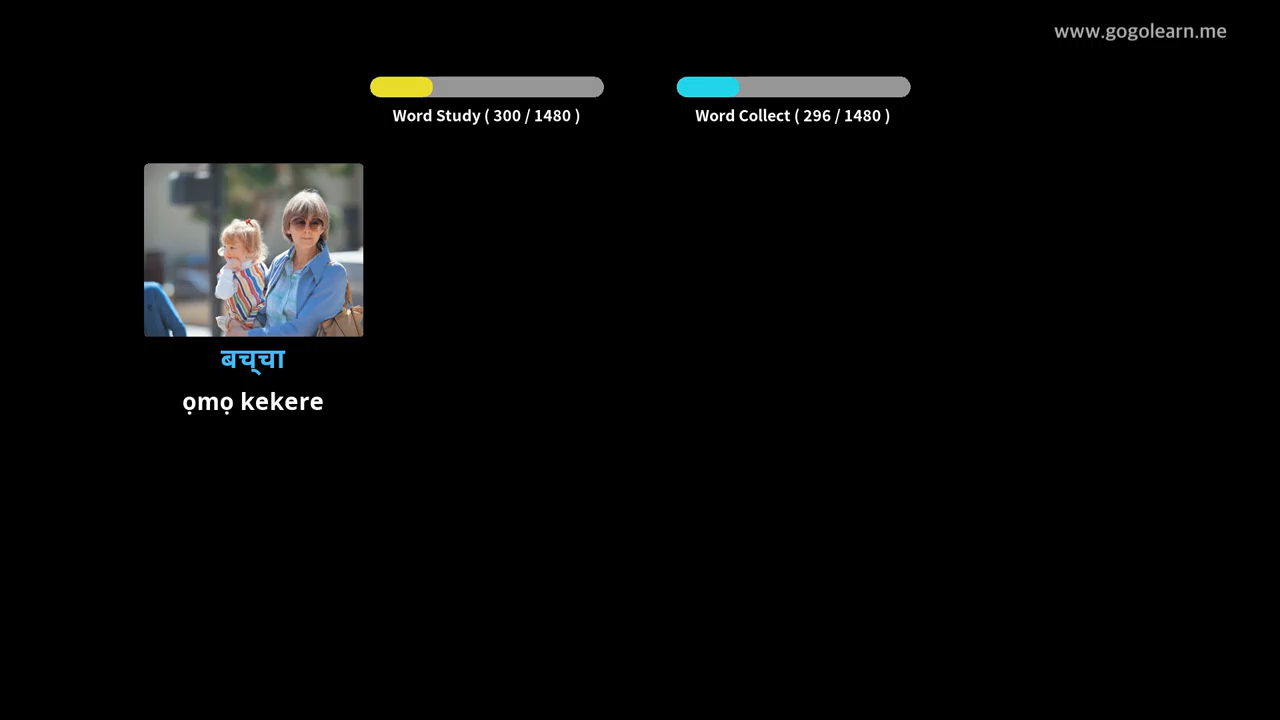 www.gogolearn.me
Word Study ( 300 / 1480 )
Word Collect ( 296 / 1480 )
बच्चा
ọmọ kekere